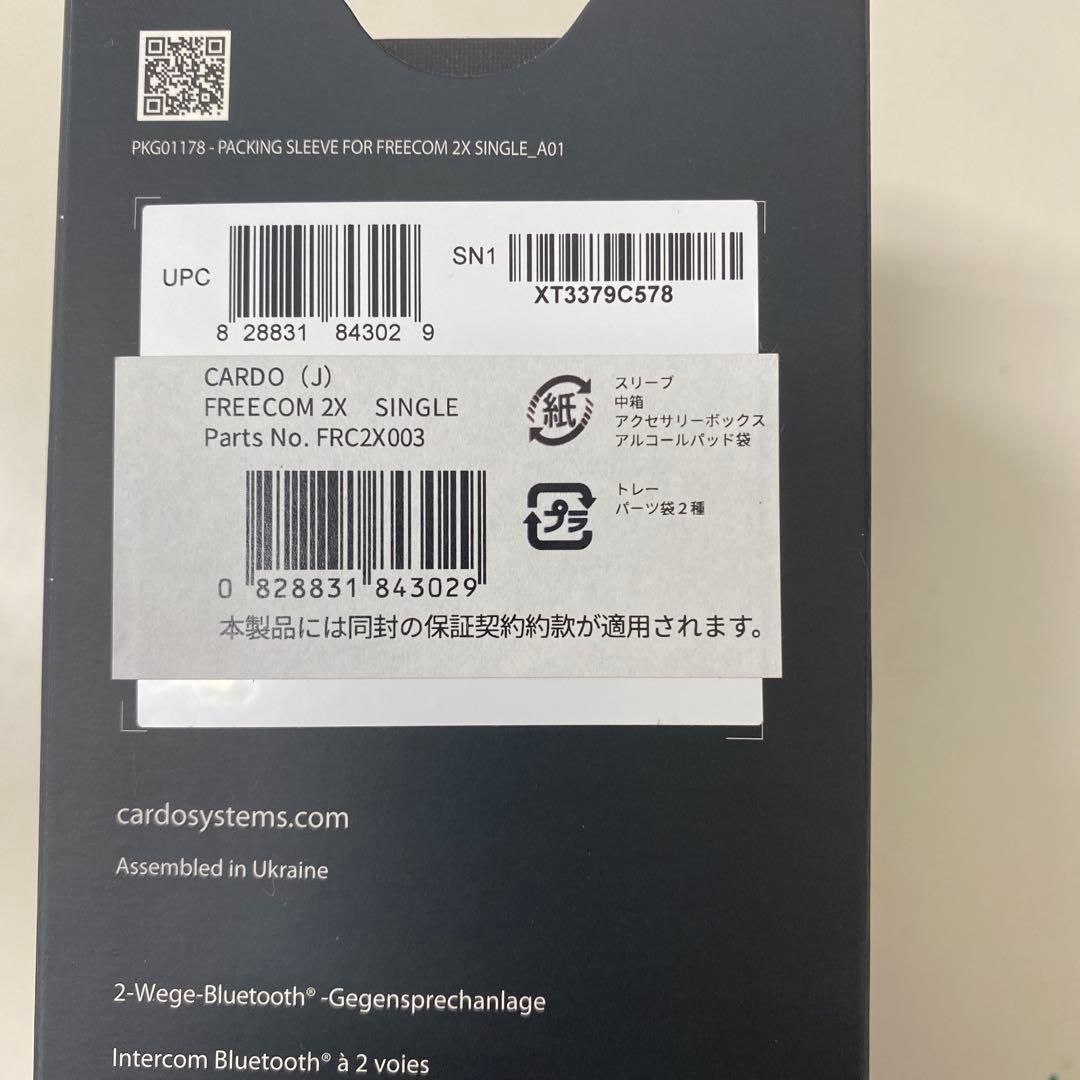 PKG01178 - PACKING SLEEVE FOR FREECOM 2X SINGLE_A01
UPC
8 28831 84302 9
SN1
XT3379C578
CARDO（J）
FREECOM 2X SINGLE
Parts No. FRC2X003
0 828831 843029
紙
スリーブ
中箱
アクセサリーボックス
アルコールパッド袋
プラ
トレー
パーツ袋２種
本製品には同封の保証契約約款が適用されます。
cardosystems.com
Assembled in Ukraine
2-Wege-Bluetooth® -Gegensprechanlage
Intercom Bluetooth® à 2 voies